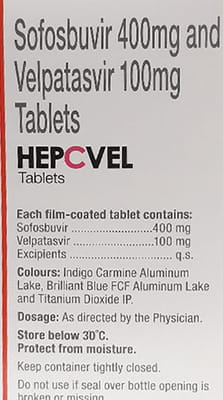 Sofosbuvir 400mg and
Velpatasvir 100mg
Tablets
HEPCVEL
Tablets
Each film-coated tablet contains:
Sofosbuvir ...........................400 mg
Velpatasvir ...........................100 mg
Excipients .............................. q.s.
Colours: Indigo Carmine Aluminum
Lake, Brilliant Blue FCF Aluminum Lake
and Titanium Dioxide IP.
Dosage: As directed by the Physician.
Store below 30°C.
Protect from moisture.
Keep container tightly closed.
Do not use if seal over bottle opening is
broken or missing